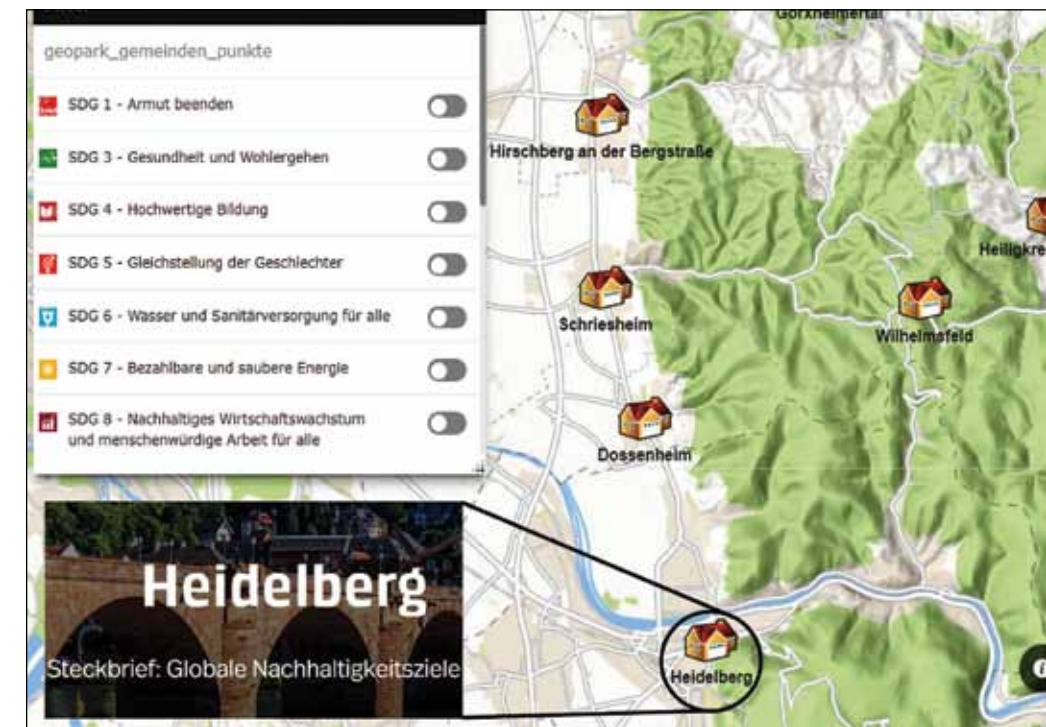 geopark_gemeinden_punkte
SDG 1 - Armut beenden
SDG 3 - Gesundheit und Wohlergehen
SDG 4 - Hochwertige Bildung
SDG 5 - Gleichstellung der Geschlechter
SDG 6 - Wasser und Sanitärversorgung für alle
SDG 7 - Bezahlbare und saubere Energie
SDG 8 - Nachhaltiges Wirtschaftswachstum
und menschenwürdige Arbeit für alle
Gorxheimertal
Hirschberg an der Bergstraße
Heiligkre
Schriesheim
Wilhelmsfeld
Dossenheim
Heidelberg
Heidelberg
Steckbrief: Globale Nachhaltigkeitsziele